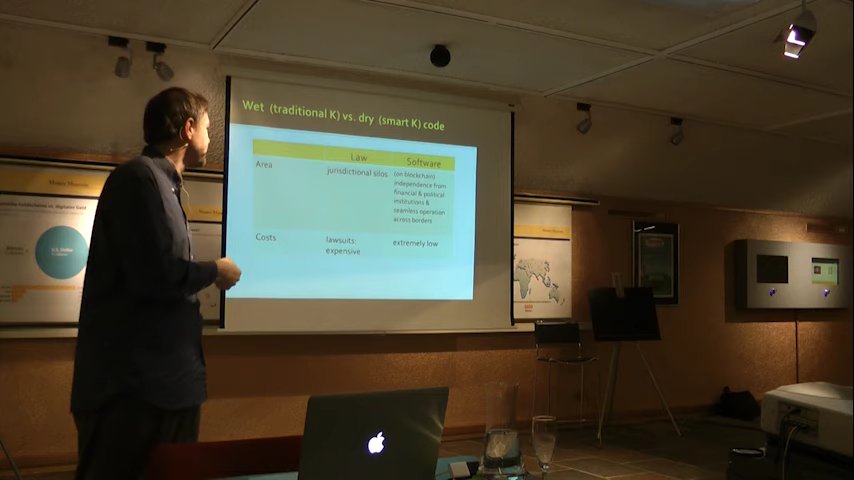 Wet (traditional K) vs. dry (smart K) code
Law
Software
Area
jurisdictional silos
(on blockchain)
independence from
financial & political
institutions &
seamless operation
across borders
Costs
lawsuits:
expensive
extremely low